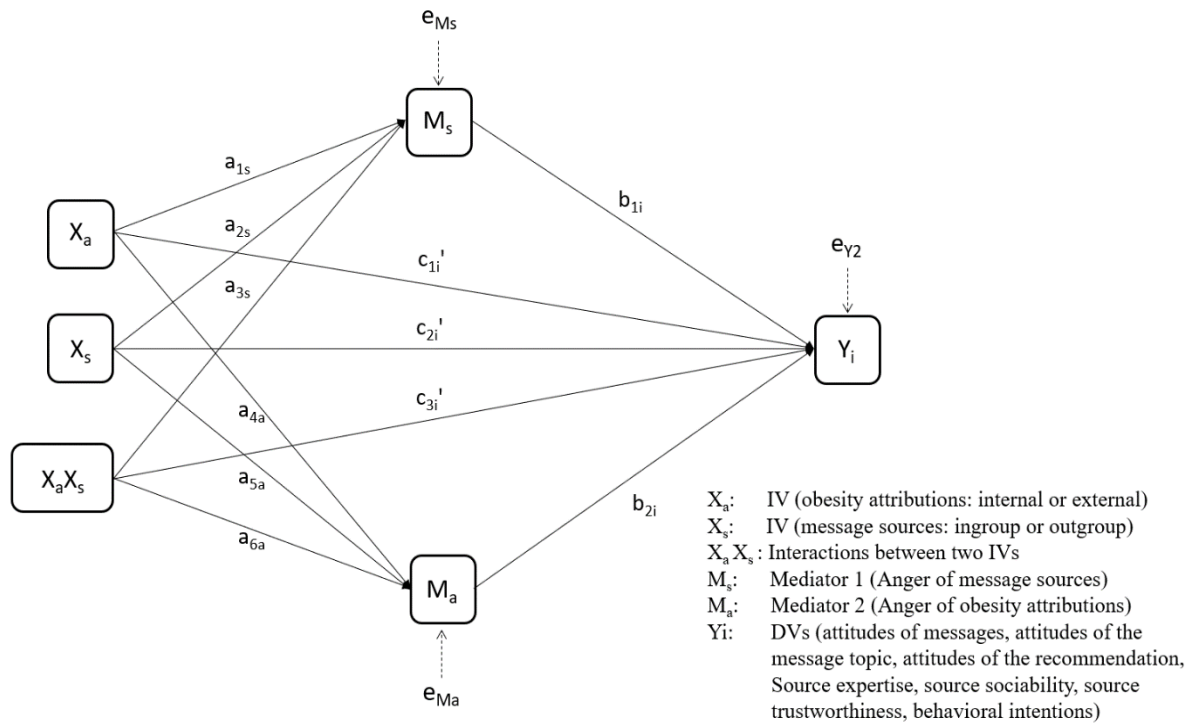 eMs
Ms
a1s
b1i
Xa
a2s
eY2
c1i'
a3s
Xs
c2i'
Yi
c3i'
a4a
XaXs
a5a
b2i
a6a
Ma
eMa
Xa: IV (obesity attributions: internal or external)
Xs: IV (message sources: ingroup or outgroup)
XaXs: Interactions between two IVs
Ms: Mediator 1 (Anger of message sources)
Ma: Mediator 2 (Anger of obesity attributions)
Yi: DVs (attitudes of messages, attitudes of the
message topic, attitudes of the recommendation,
Source expertise, source sociability, source
trustworthiness, behavioral intentions)